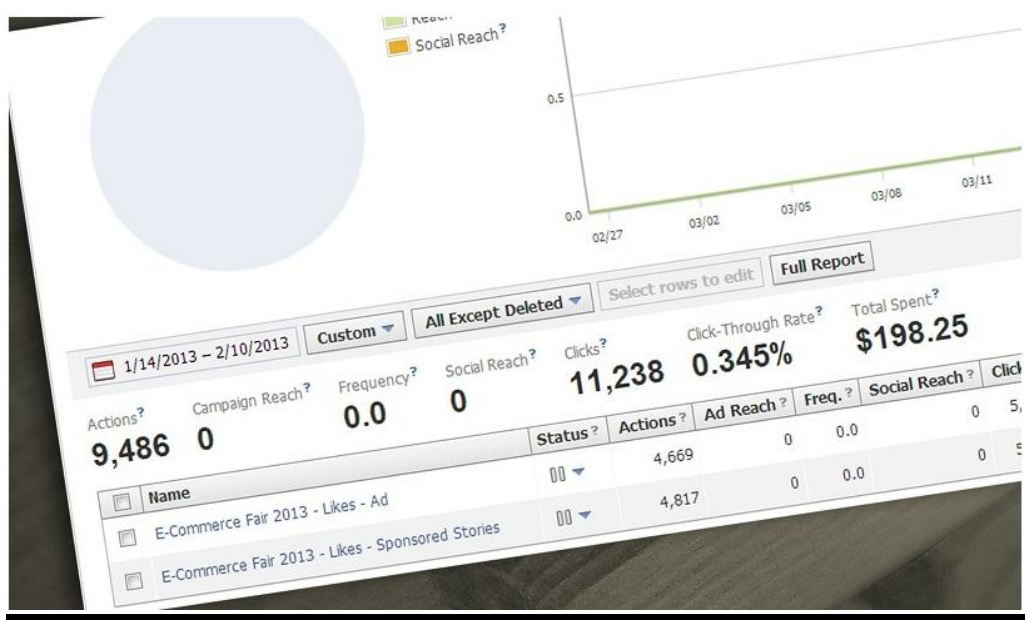 Reach
Social Reach?
0.5
0.0
02/27 03/02 03/05 03/08 03/11
1/14/2013 – 2/10/2013 Custom All Except Deleted Select rows to edit Full Report
Actions? Campaign Reach? Frequency? Social Reach? Clicks? Click-Through Rate? Total Spent?
9,486 0 0.0 0 11,238 0.345% $198.25
Name Status? Actions? Ad Reach? Freq.? Social Reach?
E-Commerce Fair 2013 - Likes - Ad 4,669 0 0.0 0
E-Commerce Fair 2013 - Likes - Sponsored Stories 4,817 0 0.0 0